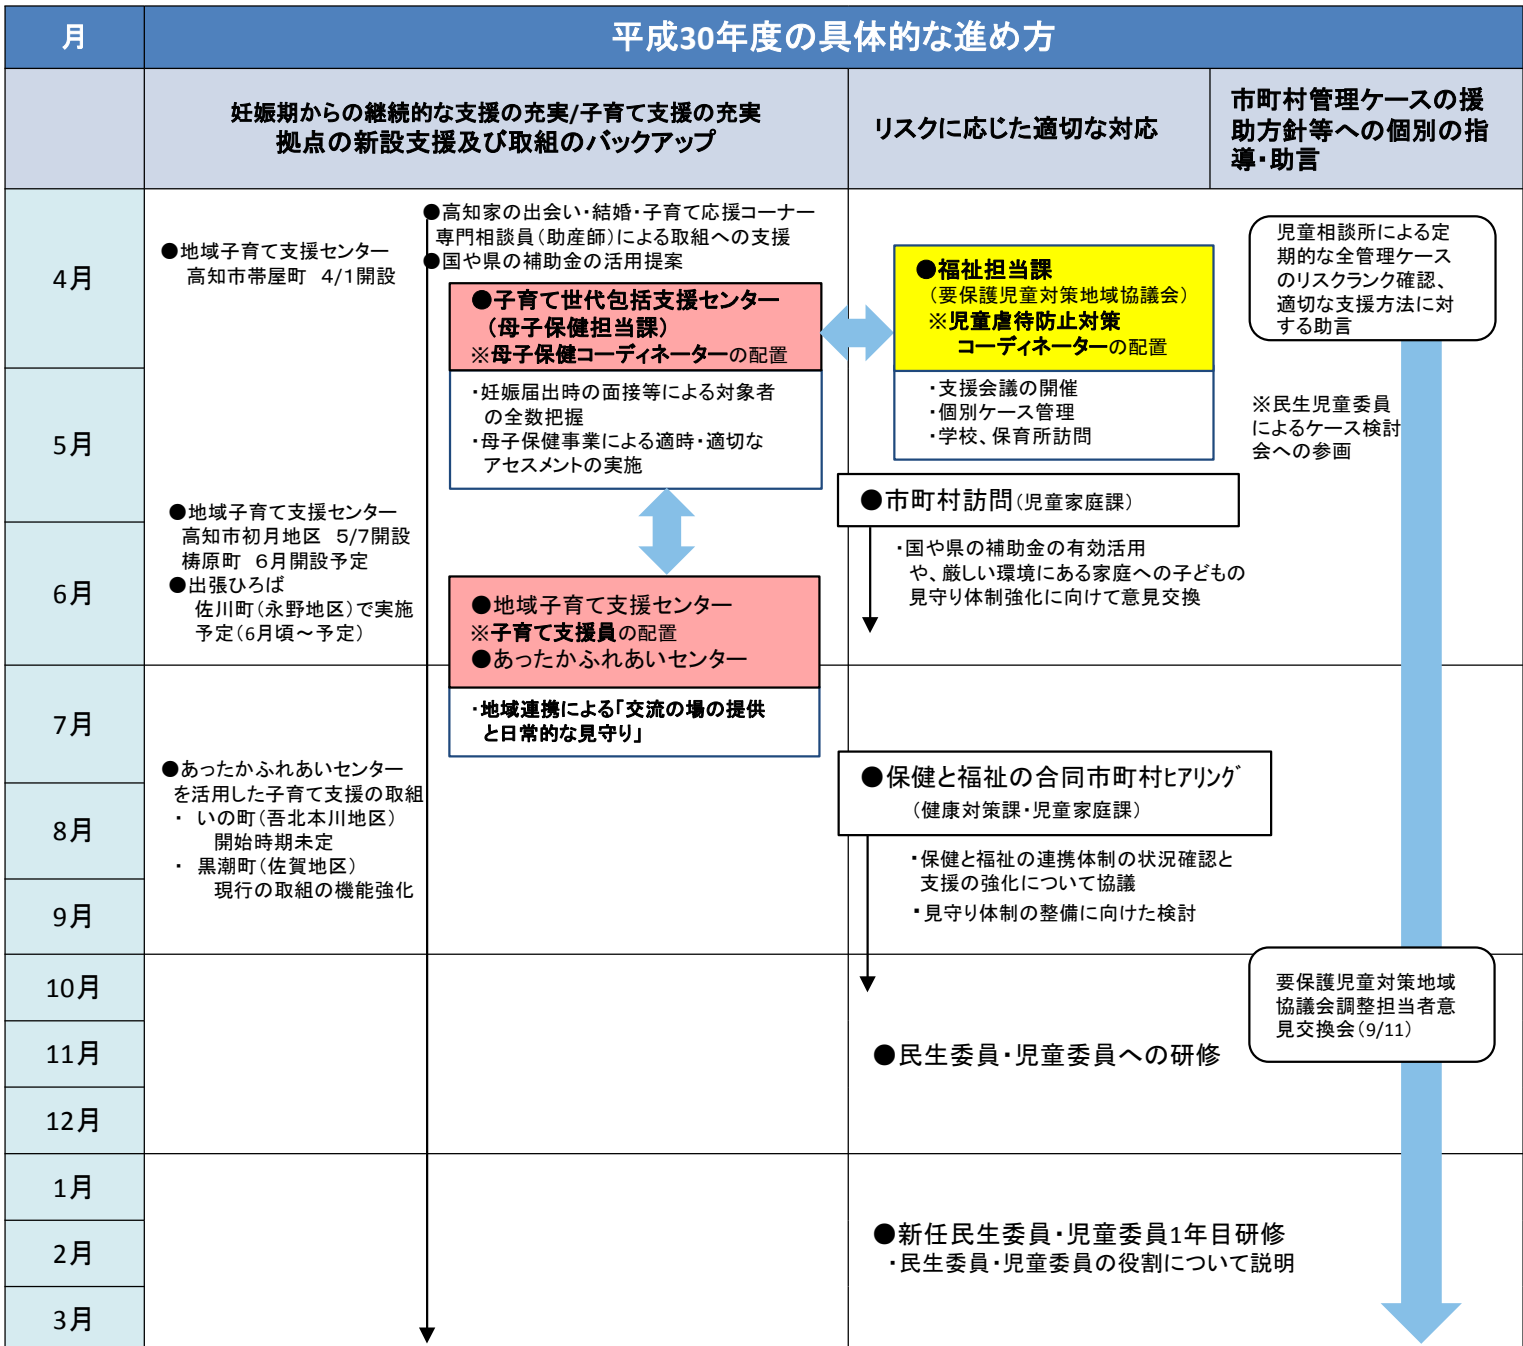 月
平成30年度の具体的な進め方
妊娠期からの継続的な支援の充実/子育て支援の充実
拠点の新設支援及び取組のバックアップ
リスクに応じた適切な対応
市町村管理ケースの援
助方針等への個別の指
導・助言
4月
●地域子育て支援センター
高知市帯屋町 4/1開設
●高知家の出会い・結婚・子育て応援コーナー
専門相談員(助産師)による取組への支援
●国や県の補助金の活用提案
●子育て世代包括支援センター
(母子保健担当課)
※母子保健コーディネーターの配置
・妊娠届出時の面接等による対象者
の全数把握
・母子保健事業による適時・適切な
アセスメントの実施
●福祉担当課
(要保護児童対策地域協議会)
※児童虐待防止対策
コーディネーターの配置
・支援会議の開催
・個別ケース管理
・学校、保育所訪問
児童相談所による定
期的な全管理ケース
のリスクランク確認、
適切な支援方法に対
する助言
5月
※民生児童委員
によるケース検討
会への参画
●地域子育て支援センター
高知市初月地区 5/7開設
梼原町 6月開設予定
●出張ひろば
佐川町(永野地区)で実施
予定(6月頃~予定)
●市町村訪問(児童家庭課)
・国や県の補助金の有効活用
や、厳しい環境にある家庭への子どもの
見守り体制強化に向けて意見交換
6月
●地域子育て支援センター
※子育て支援員の配置
●あったかふれあいセンター
・地域連携による「交流の場の提供
と日常的な見守り」
7月
●あったかふれあいセンター
を活用した子育て支援の取組
・ いの町(吾北本川地区)
開始時期未定
・ 黒潮町(佐賀地区)
現行の取組の機能強化
●保健と福祉の合同市町村ヒアリング
(健康対策課・児童家庭課)
・保健と福祉の連携体制の状況確認と
支援の強化について協議
・見守り体制の整備に向けた検討
8月
9月
10月
要保護児童対策地域
協議会調整担当者意
見交換会(9/11)
11月
●民生委員・児童委員への研修
12月
1月
2月
●新任民生委員・児童委員1年目研修
・民生委員・児童委員の役割について説明
3月